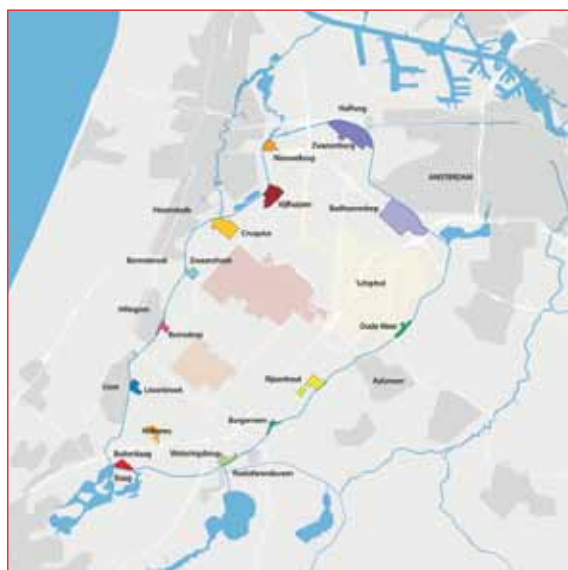 Halfweg
Zwanenburg
Nieuwebrug
AMSTERDAM
Vijfhuizen
Heemstede
Badhoevedorp
Cruquius
Bennebroek
Zwaanshoek
Schiphol
Hillegom
Beinsdorp
Oude Meer
Rijsenhout
Aalsmeer
Lisse
Lisserbroek
Burgerveen
Abbenes
Buitenkaag
Weteringbrug
Kaag
Roelofarendsveen